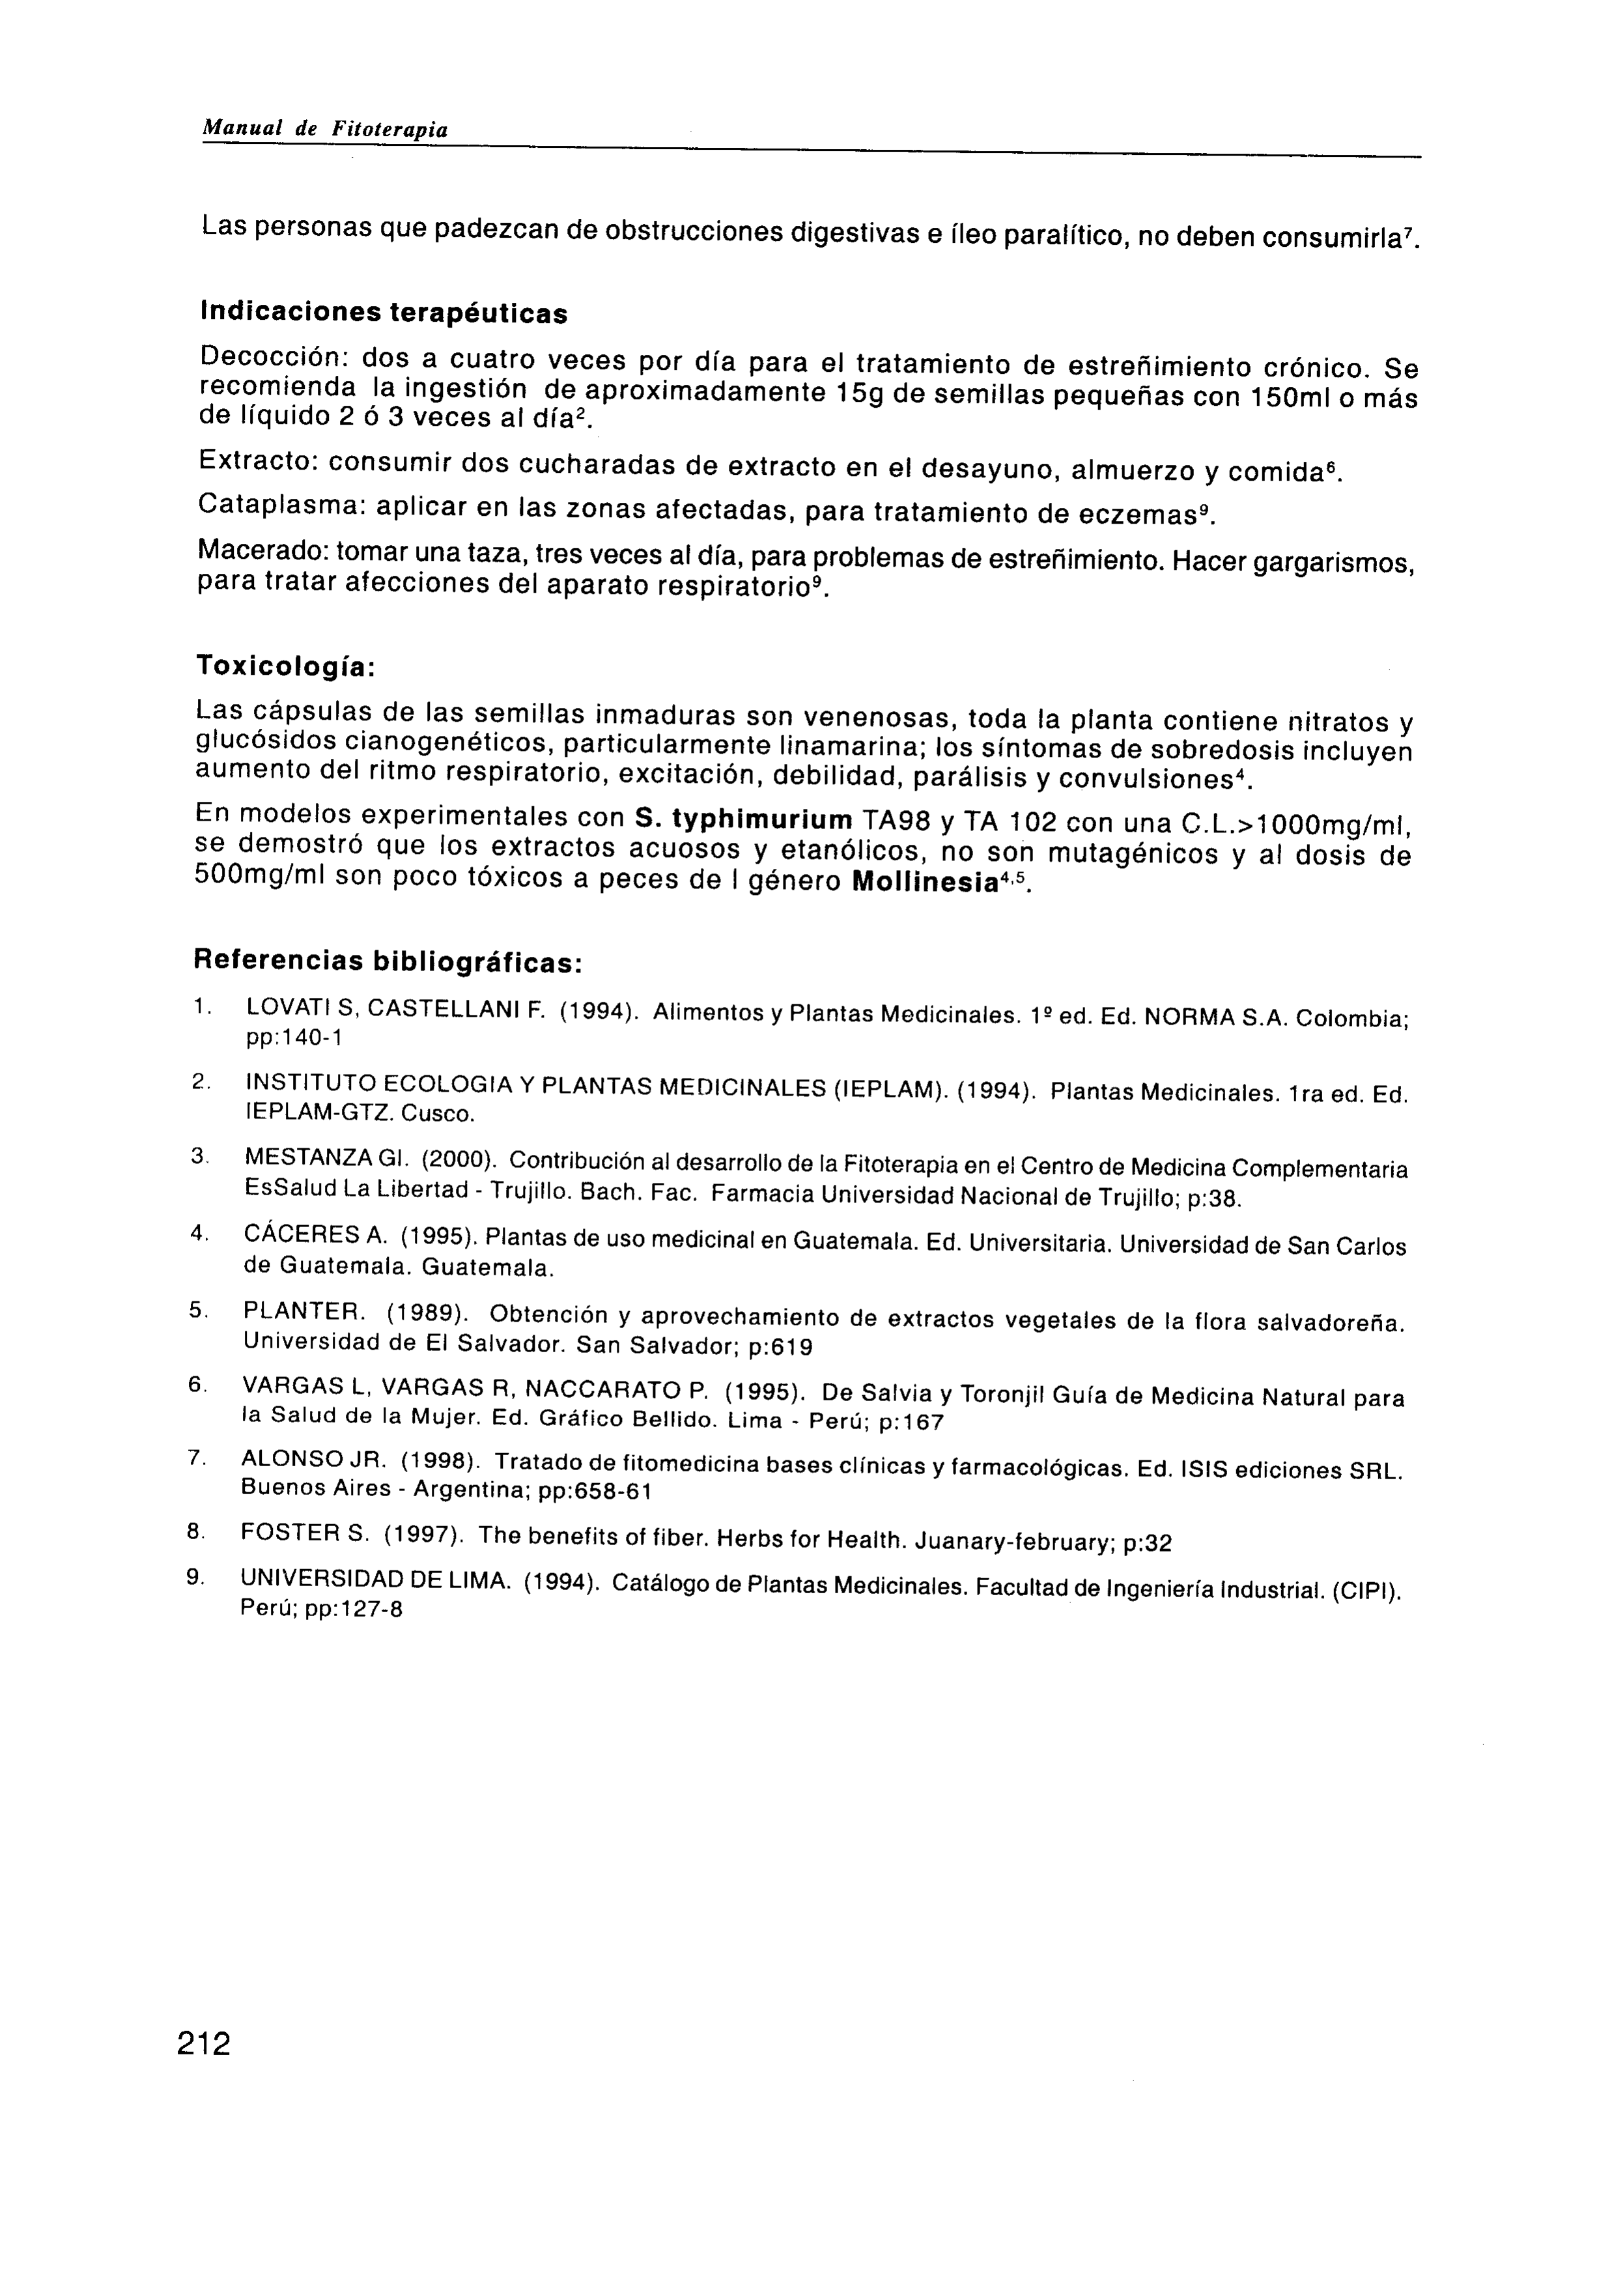 Manual de Fitoterapia
Las personas que padezcan de obstrucciones digestivas e íleo paralítico, no deben consumirla⁷.
Indicaciones terapéuticas
Decocción: dos a cuatro veces por día para el tratamiento de estreñimiento crónico. Se
recomienda la ingestión de aproximadamente 15g de semillas pequeñas con 150ml o más
de líquido 2 ó 3 veces al día².
Extracto: consumir dos cucharadas de extracto en el desayuno, almuerzo y comida⁶.
Cataplasma: aplicar en las zonas afectadas, para tratamiento de eczemas⁹.
Macerado: tomar una taza, tres veces al día, para problemas de estreñimiento. Hacer gargarismos,
para tratar afecciones del aparato respiratorio⁹.
Toxicología:
Las cápsulas de las semillas inmaduras son venenosas, toda la planta contiene nitratos y
glucósidos cianogenéticos, particularmente linamarina; los síntomas de sobredosis incluyen
aumento del ritmo respiratorio, excitación, debilidad, parálisis y convulsiones⁴.
En modelos experimentales con S. typhimurium TA98 y TA 102 con una C.L.>1000mg/ml,
se demostró que los extractos acuosos y etanólicos, no son mutagénicos y al dosis de
500mg/ml son poco tóxicos a peces de l género Mollinesia⁴·⁵.
Referencias bibliográficas:
1. LOVATI S, CASTELLANI F. (1994). Alimentos y Plantas Medicinales. 1º ed. Ed. NORMA S.A. Colombia;
pp:140-1
2. INSTITUTO ECOLOGIA Y PLANTAS MEDICINALES (IEPLAM). (1994). Plantas Medicinales. 1ra ed. Ed.
IEPLAM-GTZ. Cusco.
3. MESTANZA GI. (2000). Contribución al desarrollo de la Fitoterapia en el Centro de Medicina Complementaria
EsSalud La Libertad - Trujillo. Bach. Fac. Farmacia Universidad Nacional de Trujillo; p:38.
4. CÁCERES A. (1995). Plantas de uso medicinal en Guatemala. Ed. Universitaria. Universidad de San Carlos
de Guatemala. Guatemala.
5. PLANTER. (1989). Obtención y aprovechamiento de extractos vegetales de la flora salvadoreña.
Universidad de El Salvador. San Salvador; p:619
6. VARGAS L, VARGAS R, NACCARATO P. (1995). De Salvia y Toronjil Guía de Medicina Natural para
la Salud de la Mujer. Ed. Gráfico Bellido. Lima - Perú; p:167
7. ALONSO JR. (1998). Tratado de fitomedicina bases clínicas y farmacológicas. Ed. ISIS ediciones SRL.
Buenos Aires - Argentina; pp:658-61
8. FOSTER S. (1997). The benefits of fiber. Herbs for Health. Juanary-february; p:32
9. UNIVERSIDAD DE LIMA. (1994). Catálogo de Plantas Medicinales. Facultad de Ingeniería Industrial. (CIPI).
Perú; pp:127-8
212